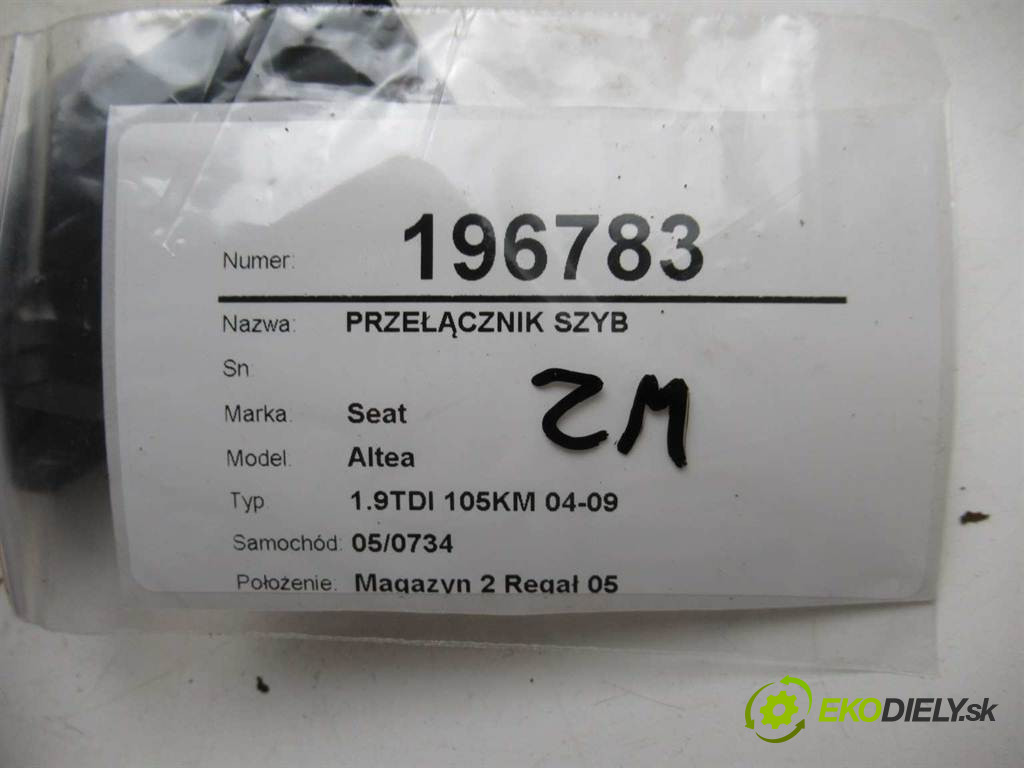 Numer: 196783
Nazwa: PRZEŁĄCZNIK SZYB
Sn
Marka: Seat
Model. Altea
Typ 1.9TDI 105KM 04-09
Samochód: 05/0734
Położenie: Magazyn 2 Regał 05
ZM
EKODIELY.sk